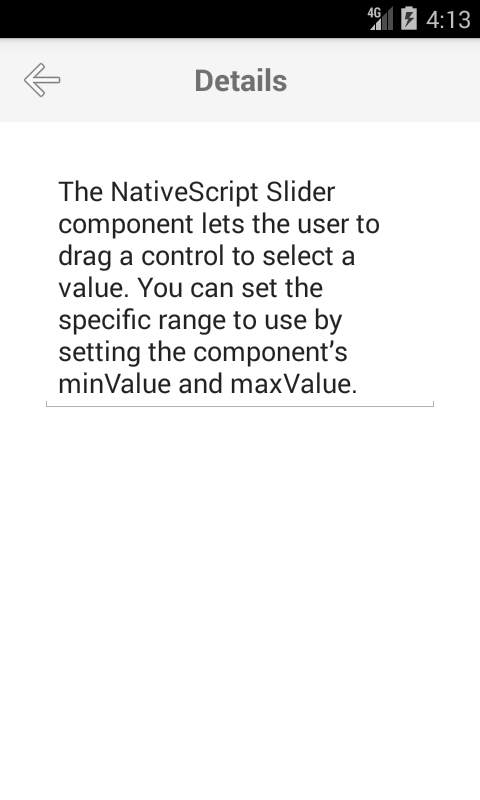 4G 4:13
Details
The NativeScript Slider
component lets the user to
drag a control to select a
value. You can set the
specific range to use by
setting the component's
minValue and maxValue.